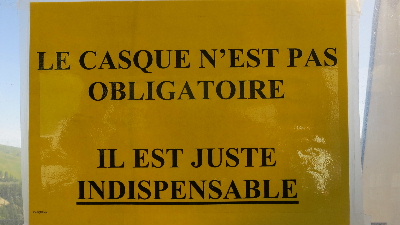 LE CASQUE N'EST PAS
OBLIGATOIRE
IL EST JUSTE
INDISPENSABLE